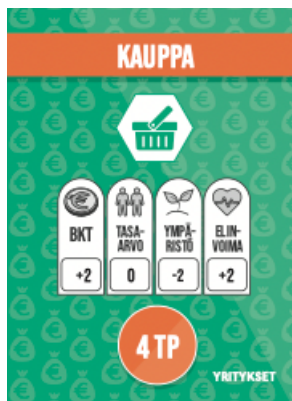 KAUPPA
BKT
TASA-
ARVO
YMPÄ-
RISTÖ
ELIN-
VOIMA
+2
0
-2
+2
4 TP
YRITYKSET